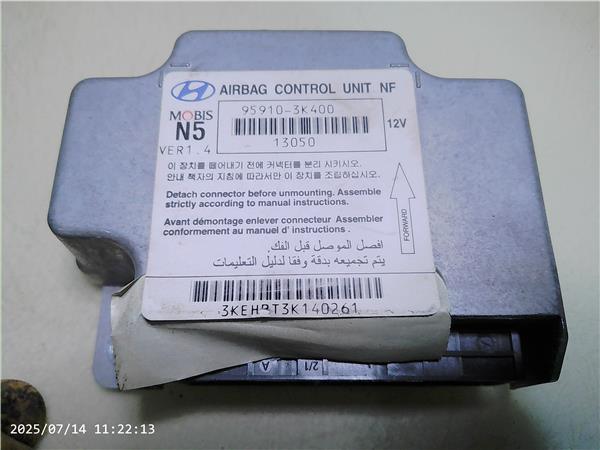 AIRBAG CONTROL UNIT NF
MOBIS
95910-3K400
N5
12V
VER1.4
13050
이 장치를 떼어내기 전에 커넥터를 분리 시키시오.
안내 책자의 지침에 따라서만 이 장치를 조립하십시오.
Detach connector before unmounting. Assemble
strictly according to manual instructions.
Avant démontage enlever connecteur Assembler
conformement au manuel d' instructions .
FORWARD
افصل الموصل قبل الفك.
يتم تجميعه بدقة وفقا لدليل التعليمات
3KEHBT3K140261
A
2/1
2025/07/14 11:22:13